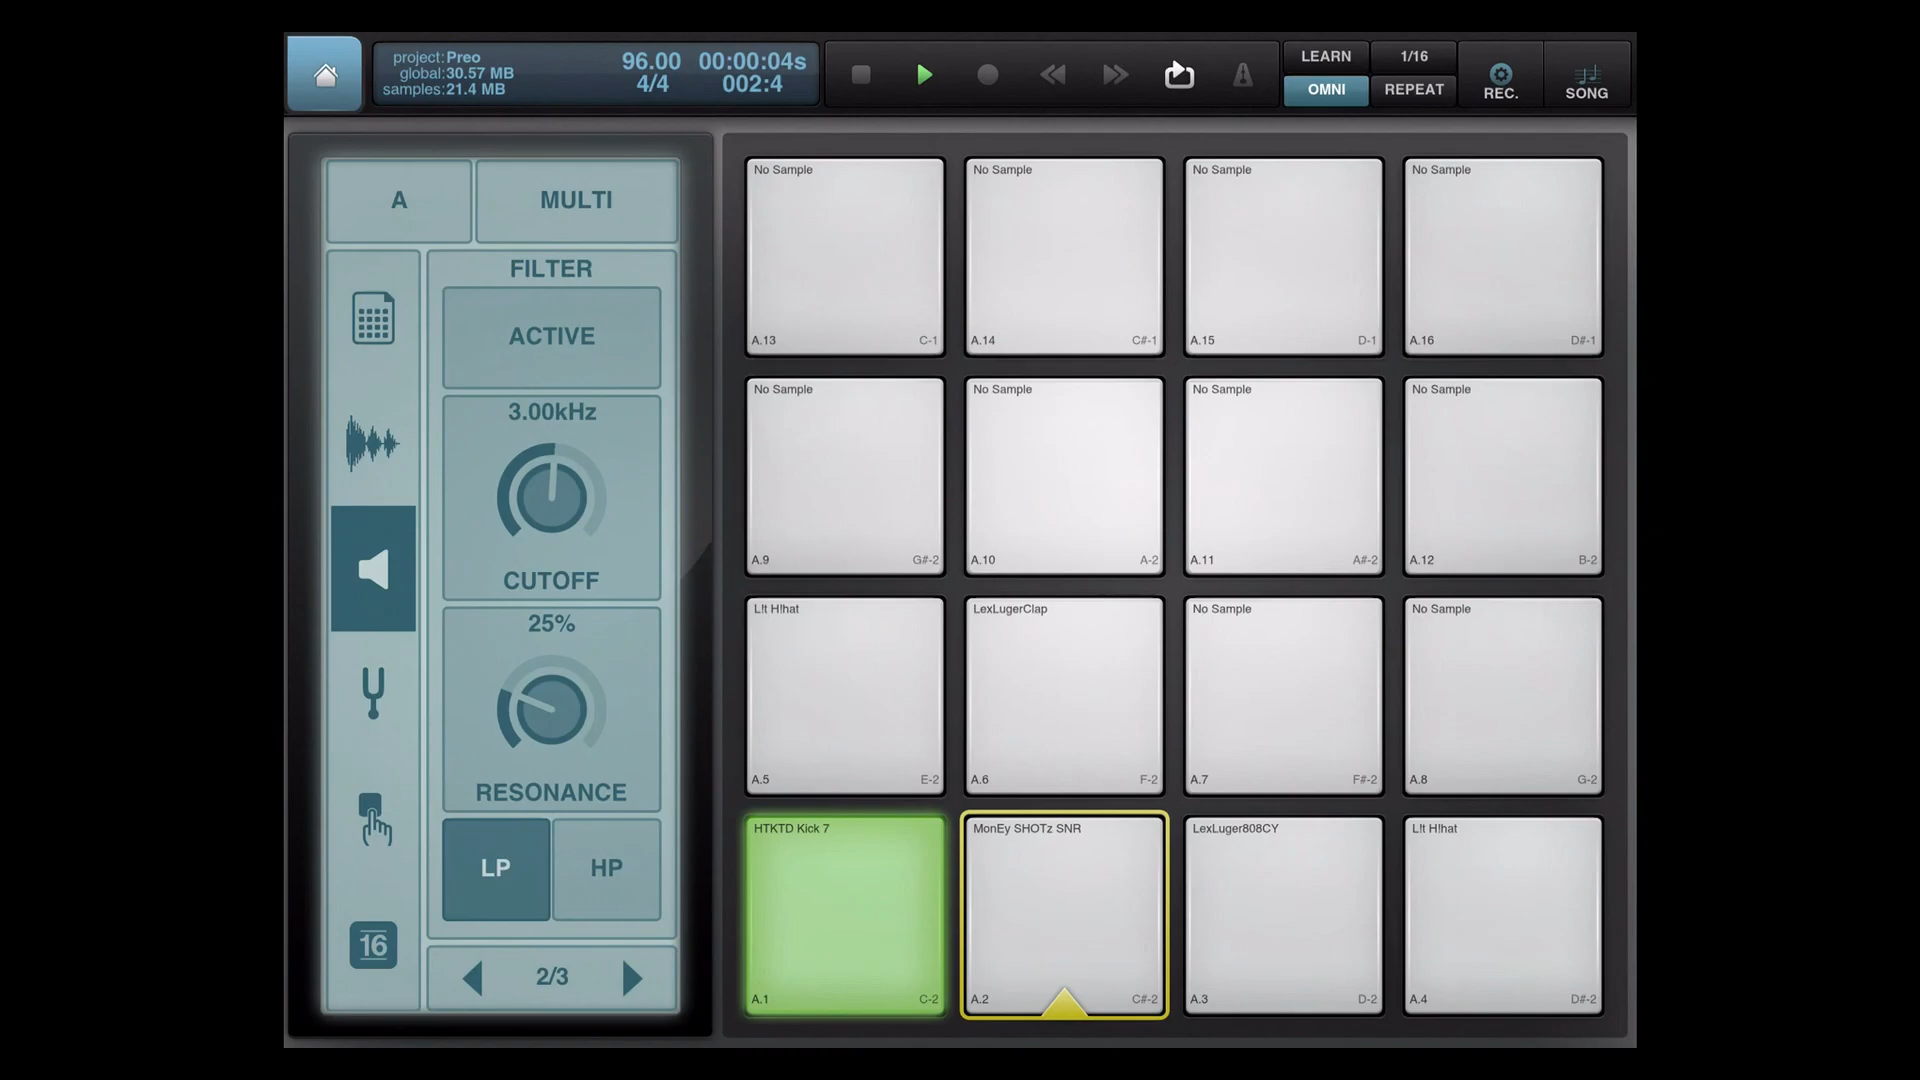 project: Preo
global: 30.57 MB
samples: 21.4 MB
96.00
4/4
00:00:04s
002:4
LEARN
OMNI
1/16
REPEAT
REC.
SONG
A
MULTI
FILTER
ACTIVE
3.00kHz
CUTOFF
25%
RESONANCE
LP
HP
16
2/3
No Sample
A.13 C-1
No Sample
A.14 C#-1
No Sample
A.15 D-1
No Sample
A.16 D#-1
No Sample
A.9 G#-2
No Sample
A.10 A-2
No Sample
A.11 A#-2
No Sample
A.12 B-2
L!t H!hat
A.5 E-2
LexLugerClap
A.6 F-2
No Sample
A.7 F#-2
No Sample
A.8 G-2
HTKTD Kick 7
A.1 C-2
MonEy SHOTz SNR
A.2 C#-2
LexLuger808CY
A.3 D-2
L!t H!hat
A.4 D#-2